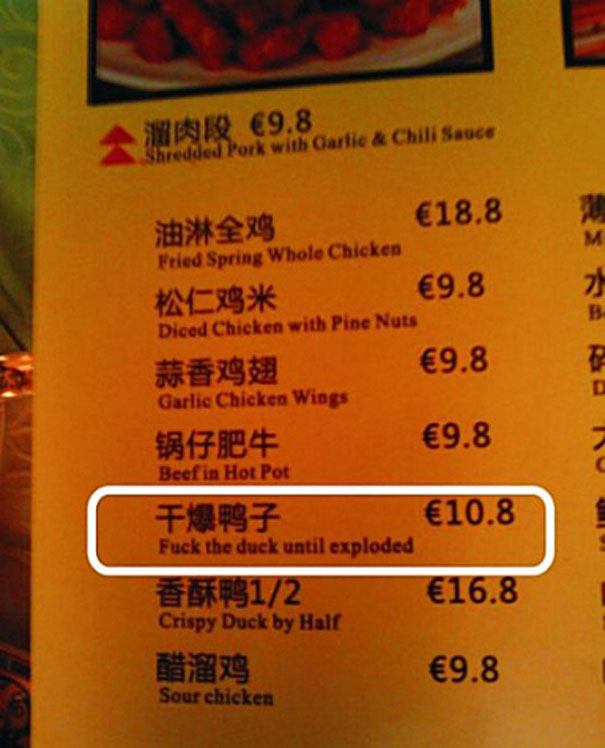 溜肉段 €9.8
Shredded Pork with Garlic & Chili Sauce
油淋全鸡 €18.8
Fried Spring Whole Chicken
松仁鸡米 €9.8
Diced Chicken with Pine Nuts
蒜香鸡翅 €9.8
Garlic Chicken Wings
锅仔肥牛 €9.8
Beef in Hot Pot
干爆鸭子 €10.8
Fuck the duck until exploded
香酥鸭1/2 €16.8
Crispy Duck by Half
醋溜鸡 €9.8
Sour chicken
薄
M
水
B